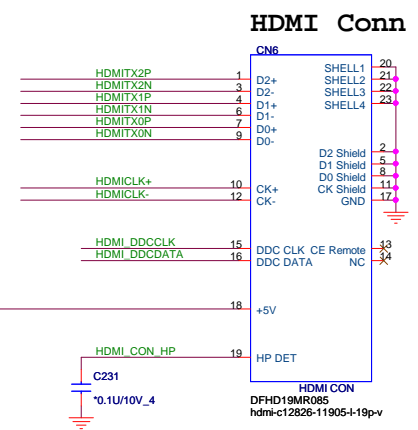 HDMI Conn
CN6
HDMITX2P 1 D2+ SHELL1 20
HDMITX2N 3 D2- SHELL2 21
HDMITX1P 4 D1+ SHELL3 22
HDMITX1N 6 D1- SHELL4 23
HDMITX0P 7 D0+
HDMITX0N 9 D0-
D2 Shield 2
D1 Shield 5
D0 Shield 8
HDMICLK+ 10 CK+ CK Shield 11
HDMICLK- 12 CK- GND 17
HDMI_DDCCLK 15 DDC CLK CE Remote 13
HDMI_DDCDATA 16 DDC DATA NC 14
18 +5V
HDMI_CON_HP 19 HP DET
C231
*0.1U/10V_4
HDMI CON
DFHD19MR085
hdmi-c12826-11905-l-19p-v